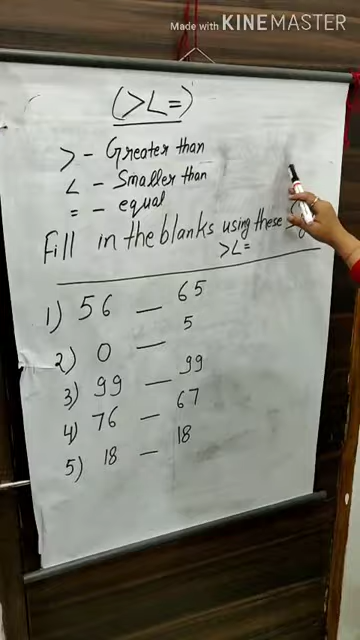 Made with KINEMASTER
(><=)
> - Greater than
< - Smaller than
= - equal
Fill in the blanks using these
><=
1) 56 — 65
2) 0 — 5
3) 99 — 99
4) 76 — 67
5) 18 — 18